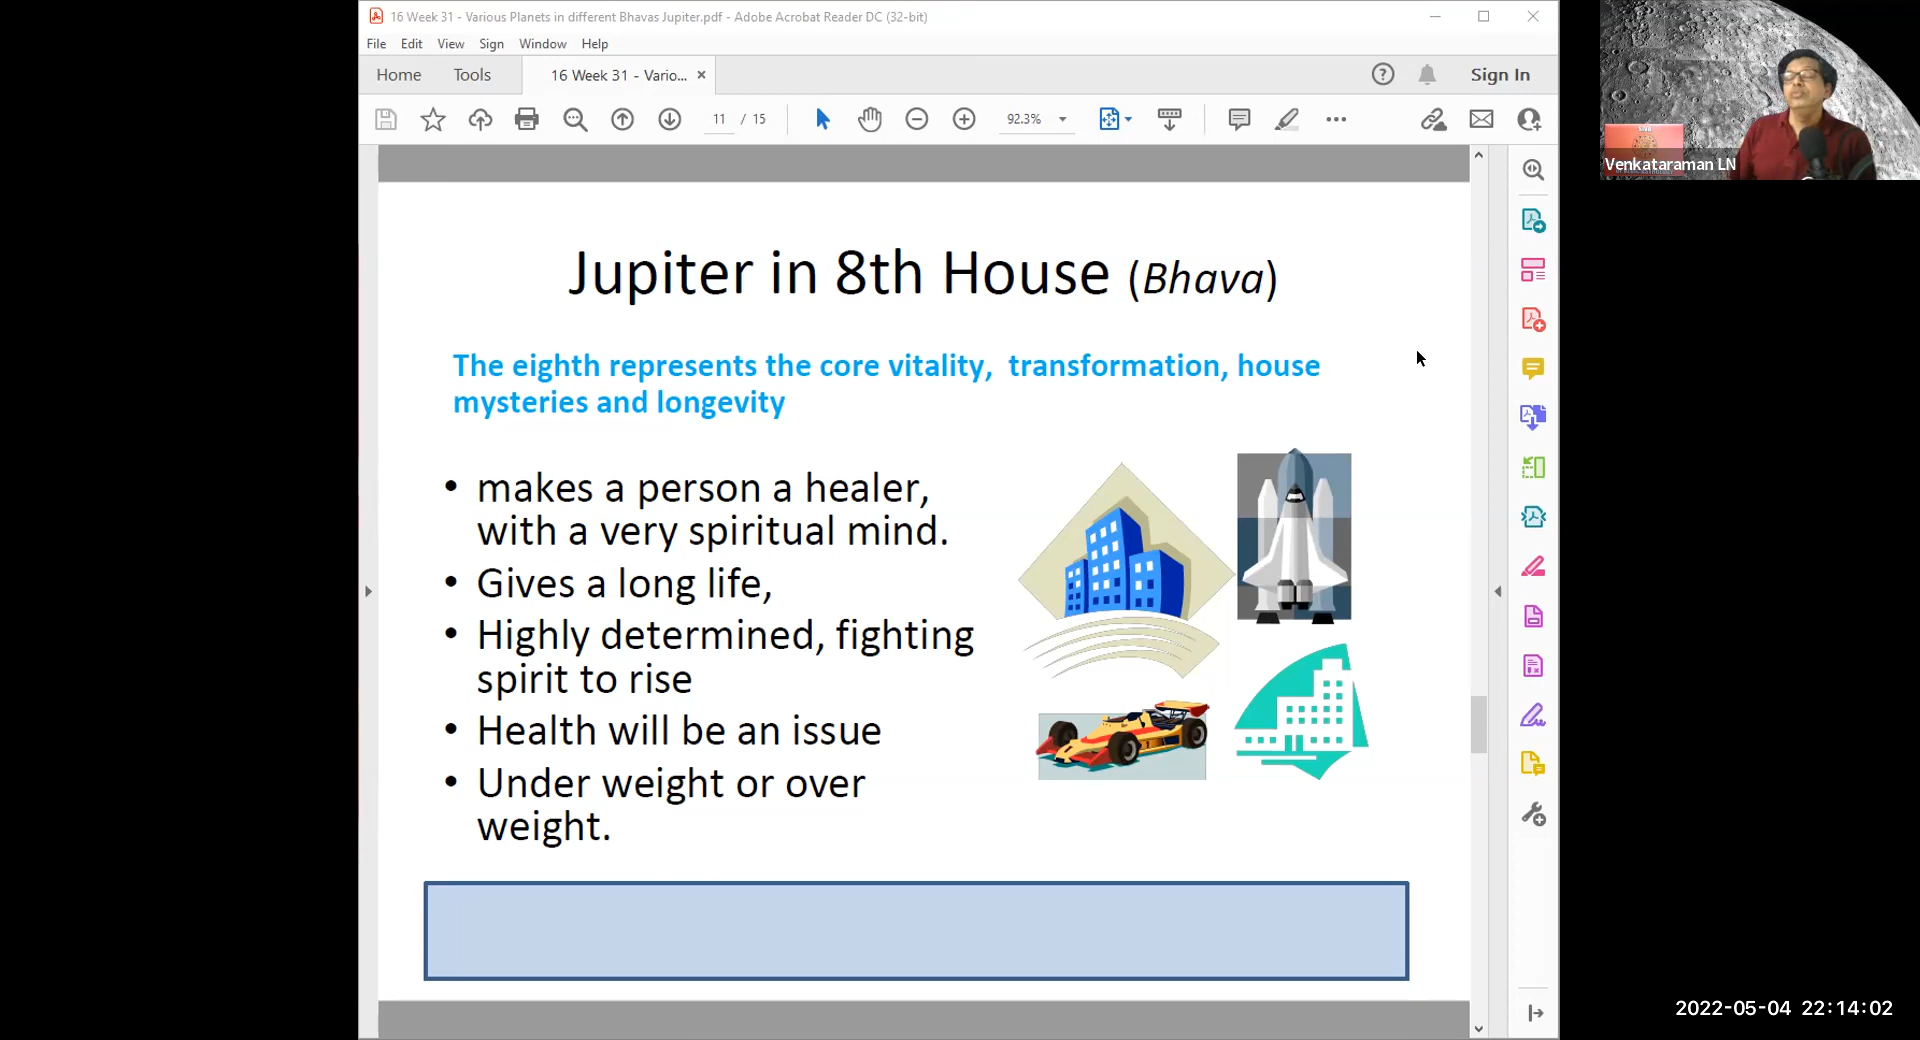 16 Week 31 - Various Planets in different Bhavas Jupiter.pdf - Adobe Acrobat Reader DC (32-bit)
File Edit View Sign Window Help
Home Tools 16 Week 31 - Vario... × Sign In
11 / 15 92.3%
Jupiter in 8th House (Bhava)
The eighth represents the core vitality, transformation, house
mysteries and longevity
• makes a person a healer,
with a very spiritual mind.
• Gives a long life,
• Highly determined, fighting
spirit to rise
• Health will be an issue
• Under weight or over
weight.
Venkataraman LN
2022-05-04 22:14:02